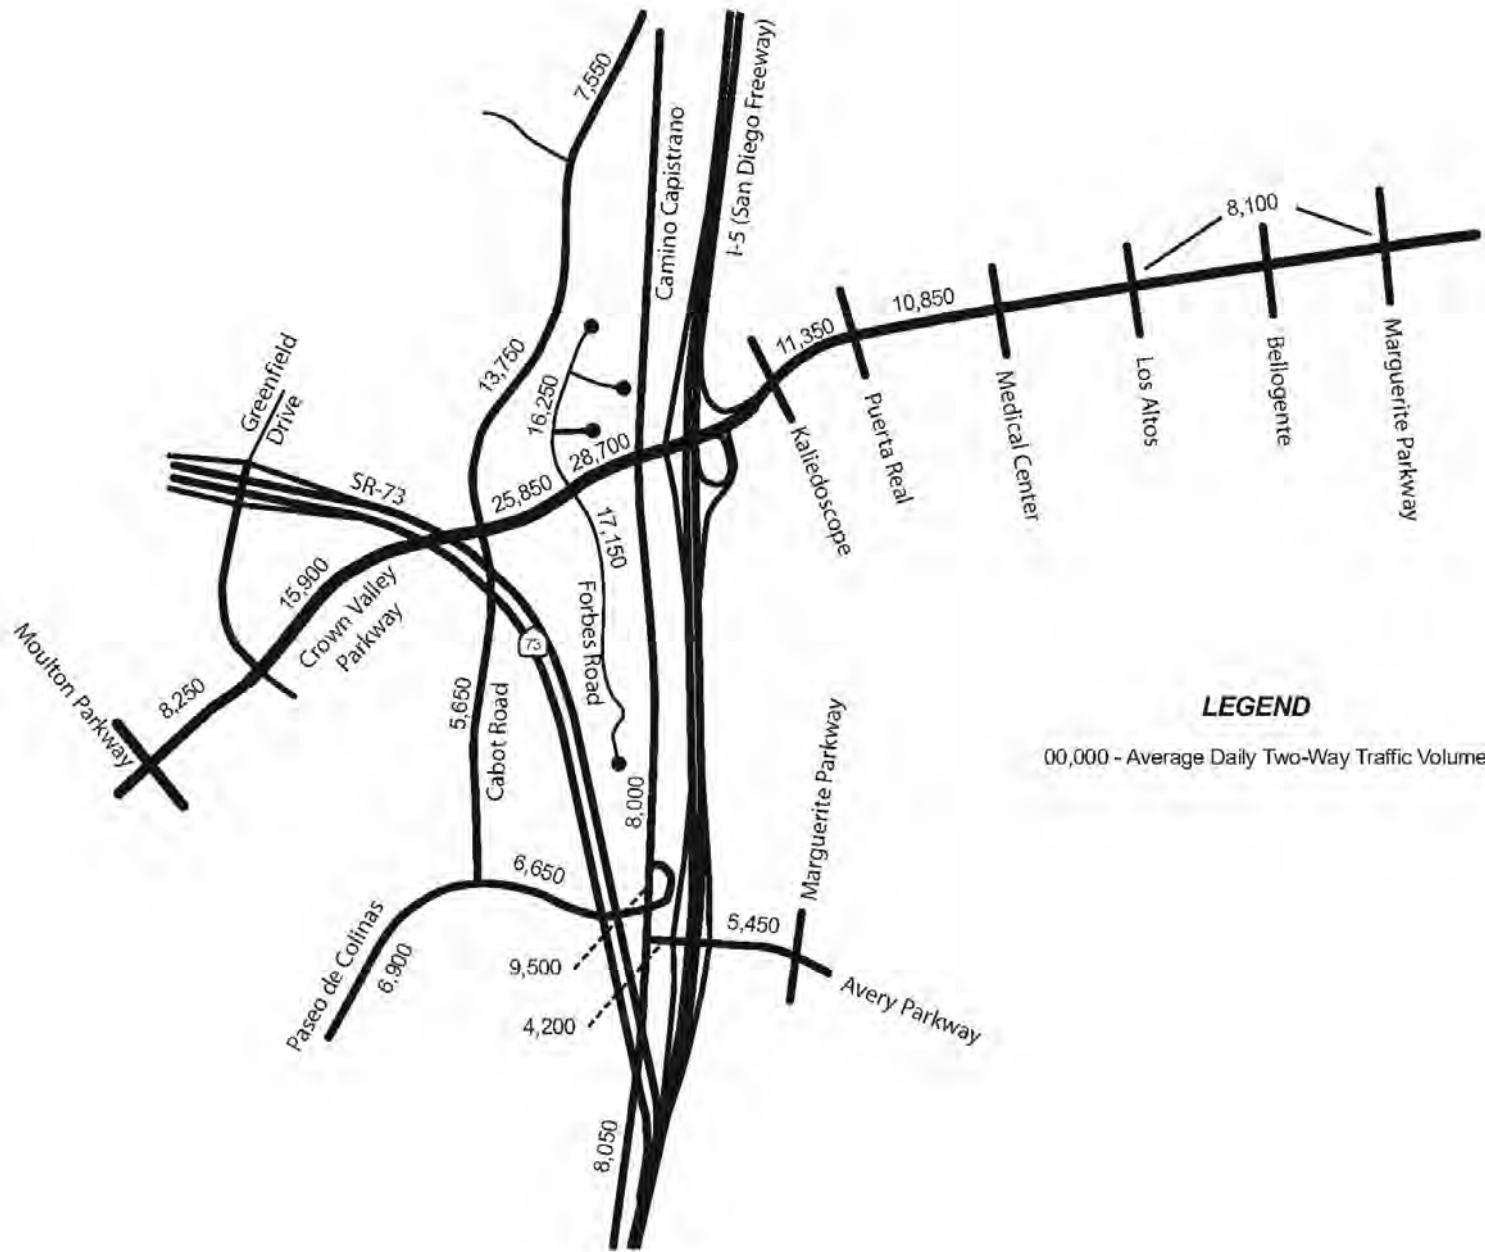 7,550
Camino Capistrano
I-5 (San Diego Freeway)
8,100
10,850
11,350
13,750
16,250
28,700
25,850
Greenfield
Drive
SR-73
17,150
Kaliedoscope
Puerta Real
Medical Center
Los Altos
Bellogente
Marguerite Parkway
15,900
Crown Valley
Parkway
Forbes Road
73
Moulton Parkway
8,250
5,650
Cabot Road
8,000
LEGEND
00,000 - Average Daily Two-Way Traffic Volume
Marguerite Parkway
6,650
Paseo de Colinas
6,900
9,500
4,200
5,450
Avery Parkway
8,050